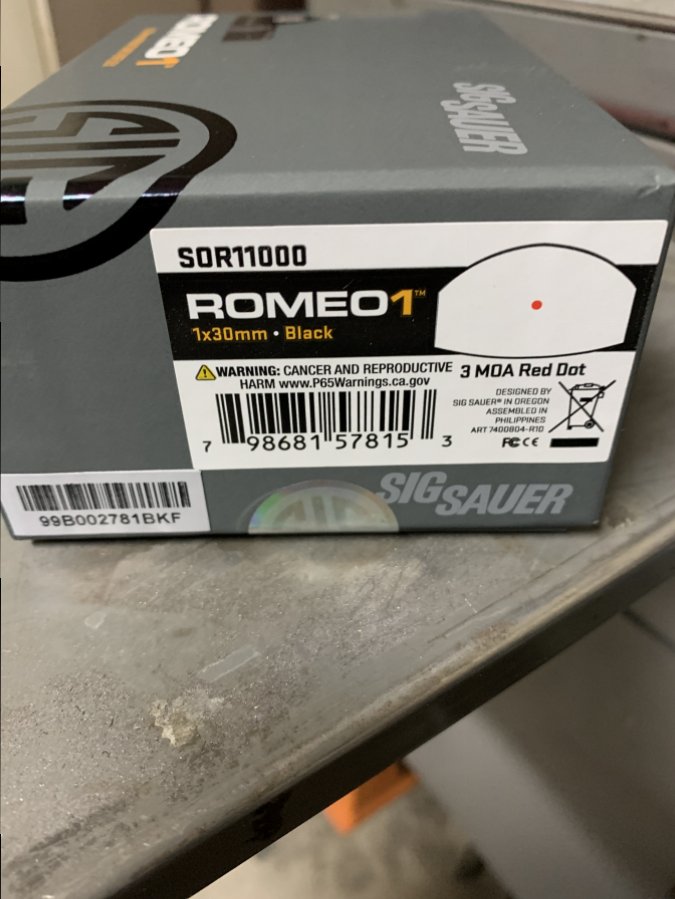 ROMEO1
SIG SAUER
SIG
SOR11000
ROMEO1™
1x30mm • Black
3 MOA Red Dot
WARNING: CANCER AND REPRODUCTIVE
HARM www.P65Warnings.ca.gov
DESIGNED BY
SIG SAUER® IN OREGON
ASSEMBLED IN
PHILIPPINES
ART 7400804-R10
FC CE
7 98681 57815 3
99B002781BKF
SIG
SIG SAUER